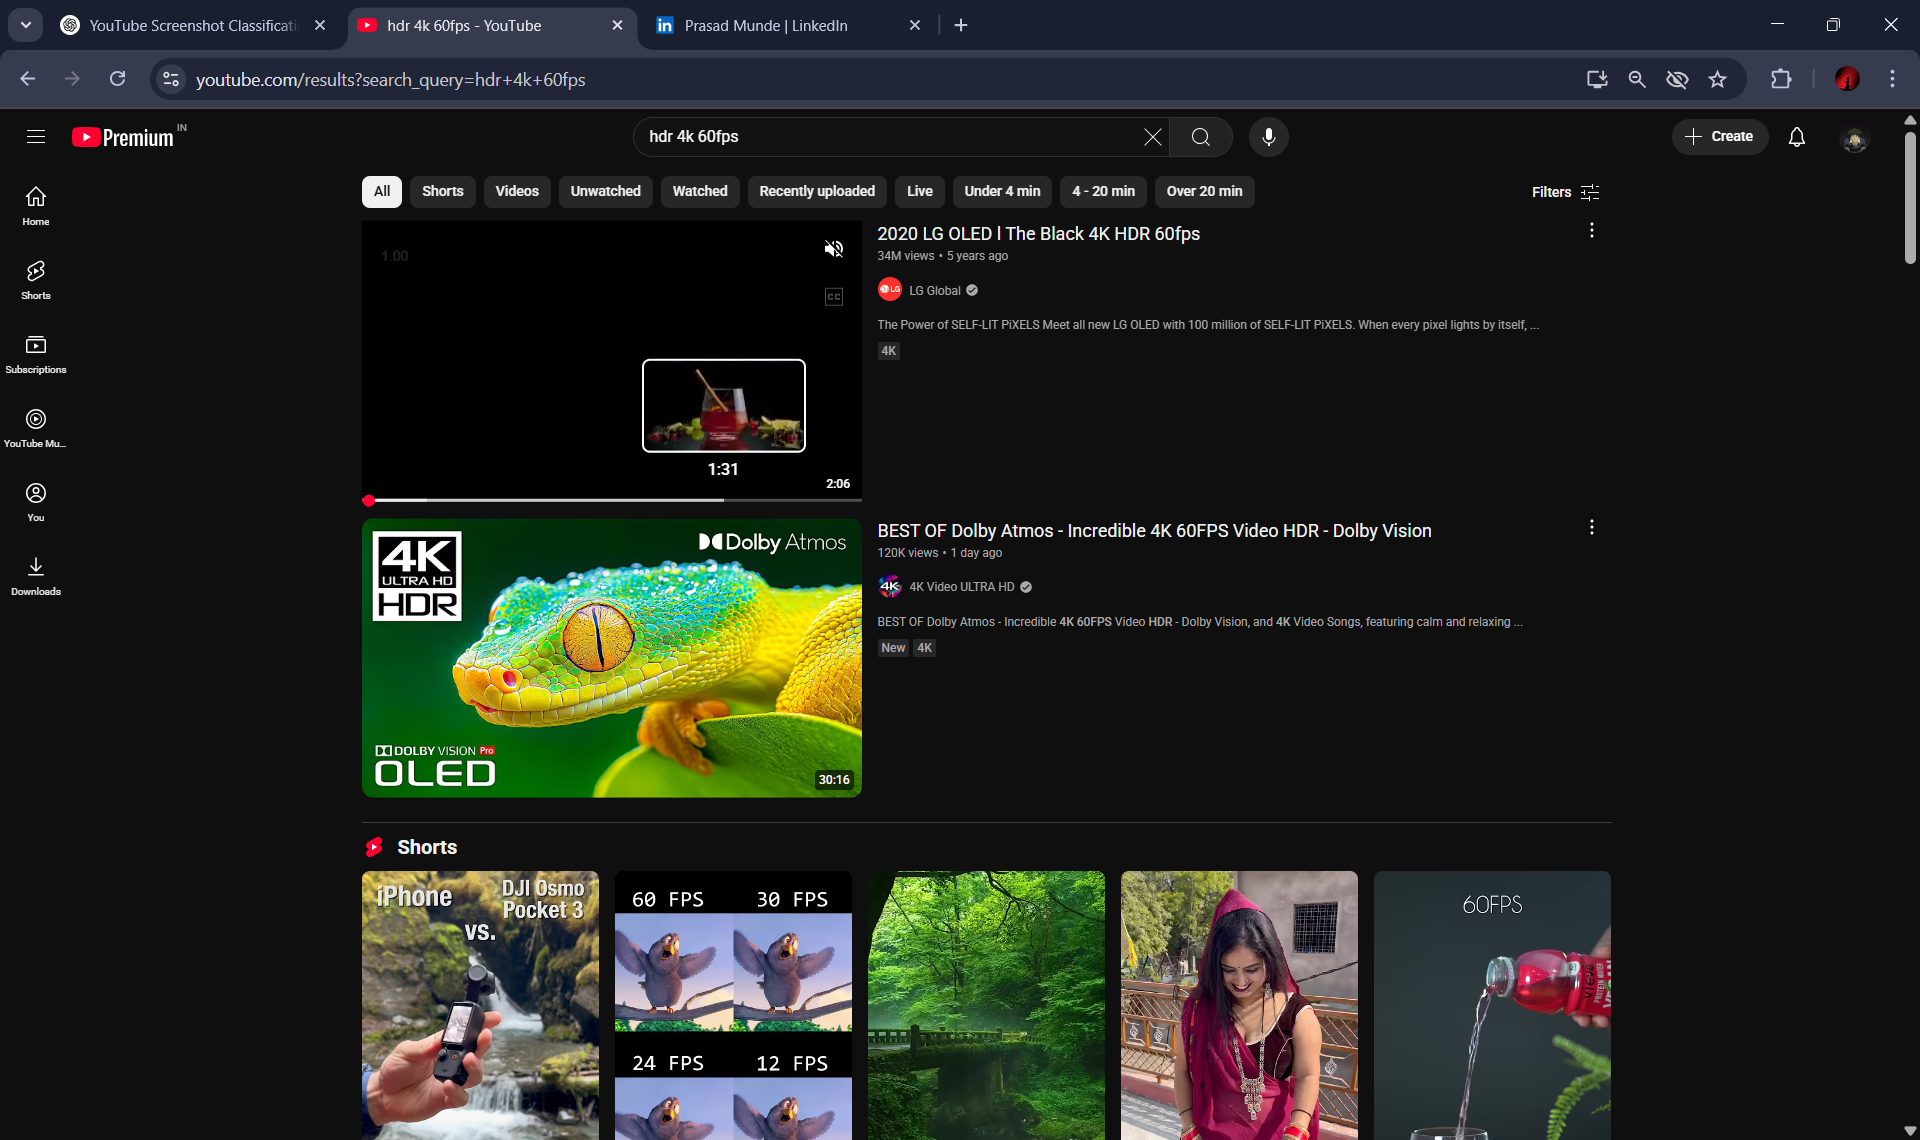 YouTube Screenshot Classificati
hdr 4k 60fps - YouTube
Prasad Munde | LinkedIn
youtube.com/results?search_query=hdr+4k+60fps
Premium IN
hdr 4k 60fps
Create
All
Shorts
Videos
Unwatched
Watched
Recently uploaded
Live
Under 4 min
4 - 20 min
Over 20 min
Filters
Home
Shorts
Subscriptions
YouTube Mu...
You
Downloads
1.00
CC
1:31
2:06
2020 LG OLED l The Black 4K HDR 60fps
34M views • 5 years ago
LG
LG Global
The Power of SELF-LIT PiXELS Meet all new LG OLED with 100 million of SELF-LIT PiXELS. When every pixel lights by itself, ...
4K
4K
ULTRA HD
HDR
Dolby Atmos
DOLBY VISION Pro
OLED
30:16
BEST OF Dolby Atmos - Incredible 4K 60FPS Video HDR - Dolby Vision
120K views • 1 day ago
4K
4K Video ULTRA HD
BEST OF Dolby Atmos - Incredible 4K 60FPS Video HDR - Dolby Vision, and 4K Video Songs, featuring calm and relaxing ...
New
4K
Shorts
iPhone
DJI Osmo
Pocket 3
vs.
60 FPS
30 FPS
24 FPS
12 FPS
60FPS